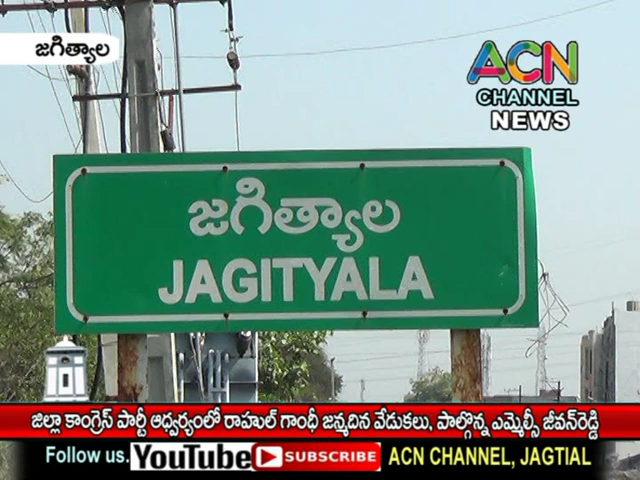 జగిత్యాల
ACN
CHANNEL
NEWS
జగిత్యాల
JAGITYALA
జిల్లా కాంగ్రెస్ పార్టీ ఆధ్వర్యంలో రాహుల్ గాంధీ జన్మదిన వేడుకలు, పాల్గొన్న ఎమ్మెల్సీ జీవన్‌రెడ్డి
Follow us. YouTube SUBSCRIBE ACN CHANNEL, JAGTIAL